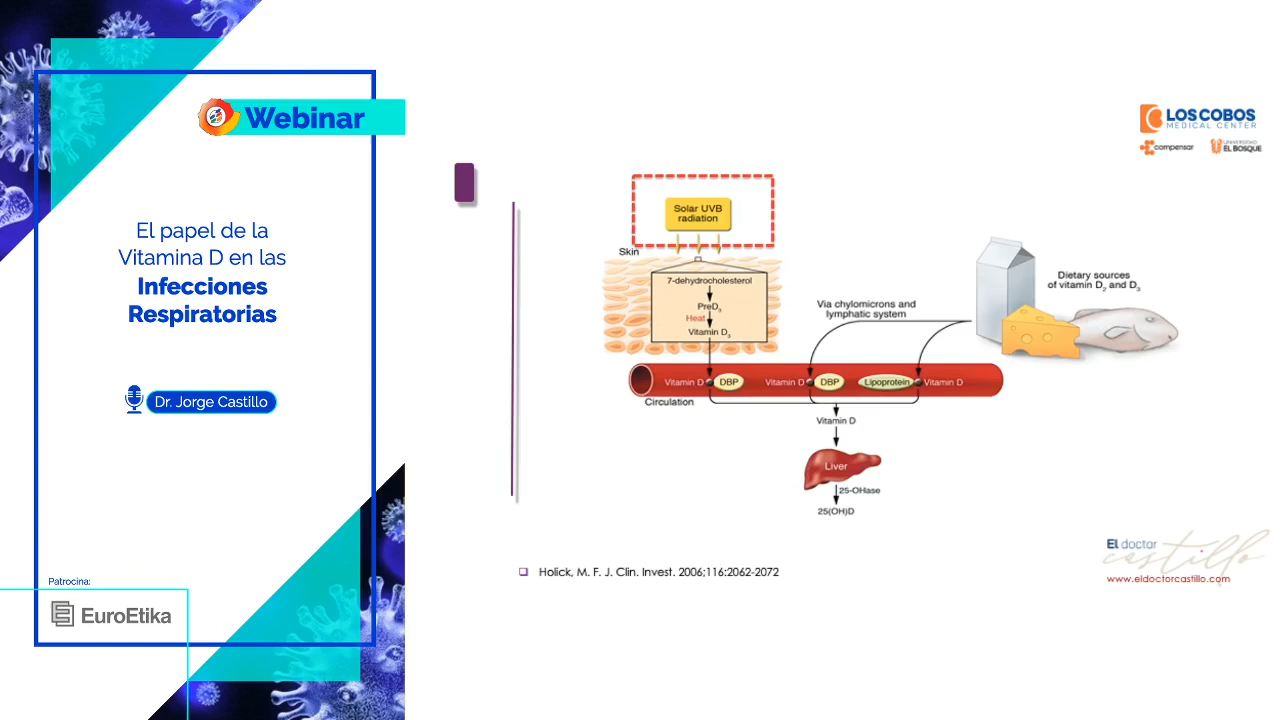 Webinar
El papel de la
Vitamina D en las
Infecciones
Respiratorias
Dr. Jorge Castillo
Patrocina:
EuroEtika
LOS COBOS
MEDICAL CENTER
compensar
UNIVERSIDAD
EL BOSQUE
Solar UVB
radiation
Skin
7-dehydrocholesterol
PreD3
Heat
Vitamin D3
Via chylomicrons and
lymphatic system
Dietary sources
of vitamin D2 and D3
Vitamin D DBP Vitamin D DBP Lipoprotein Vitamin D
Circulation
Vitamin D
Liver
25-OHase
25(OH)D
Holick, M. F. J. Clin. Invest. 2006;116:2062-2072
El doctor
castillo
www.eldoctorcastillo.com